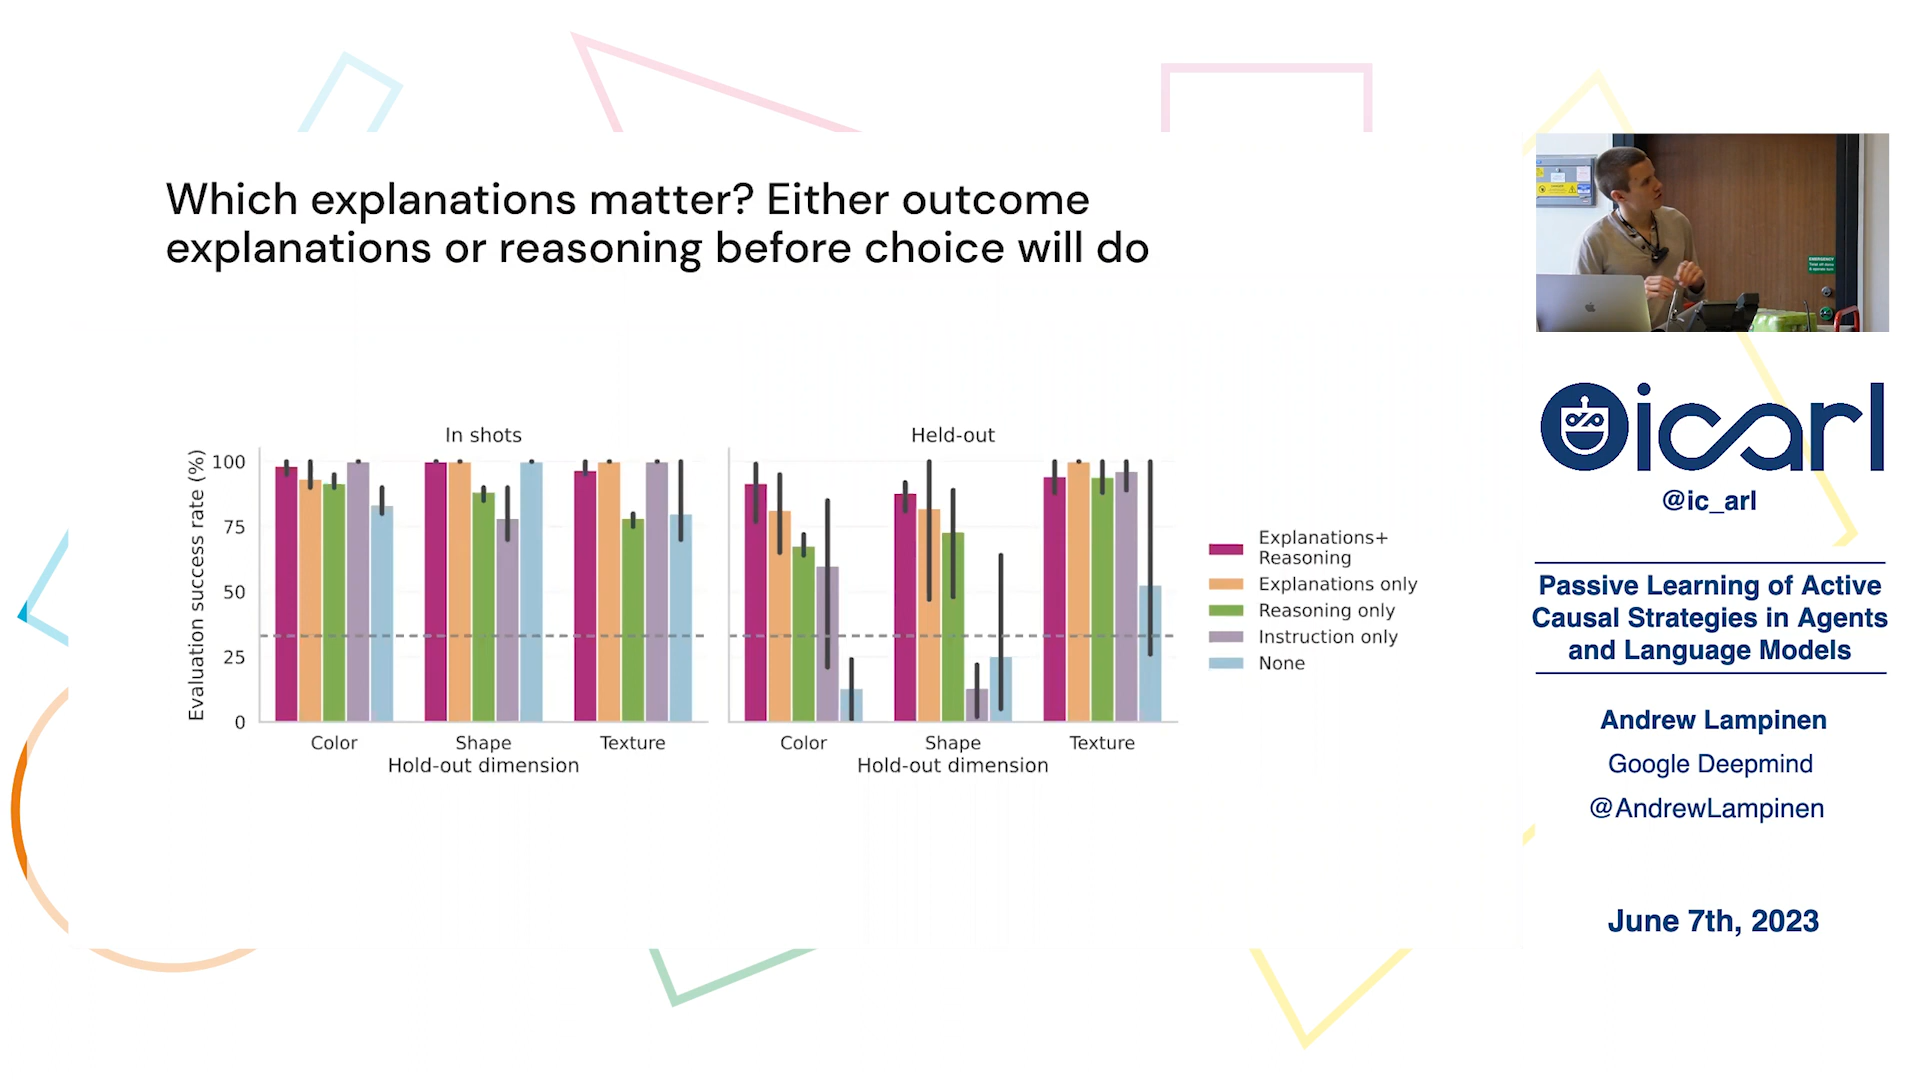 Which explanations matter? Either outcome
explanations or reasoning before choice will do
In shots
Held-out
Evaluation success rate (%)
100
75
50
25
0
Color
Shape
Texture
Hold-out dimension
Color
Shape
Texture
Hold-out dimension
Explanations+
Reasoning
Explanations only
Reasoning only
Instruction only
None
EMERGENCY
icarl
@ic_arl
Passive Learning of Active
Causal Strategies in Agents
and Language Models
Andrew Lampinen
Google Deepmind
@AndrewLampinen
June 7th, 2023